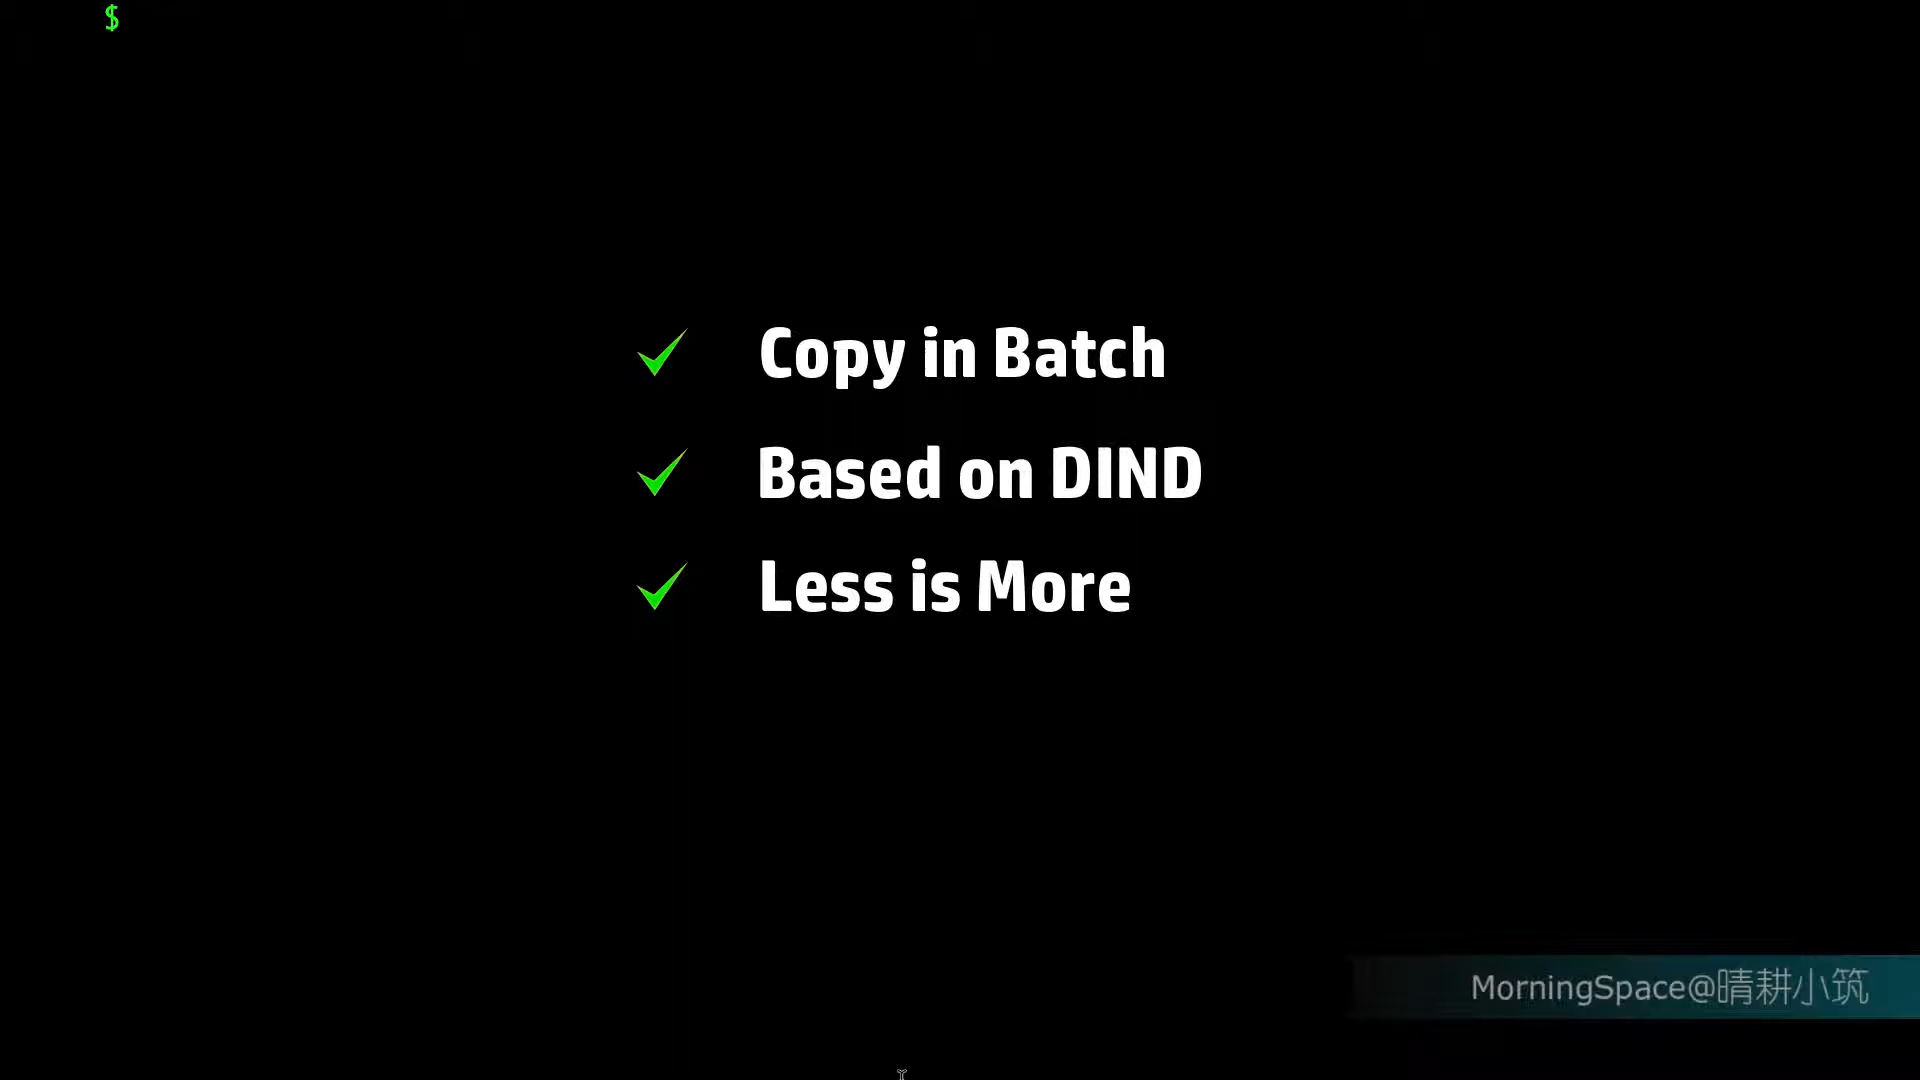 $
Copy in Batch
Based on DIND
Less is More
MorningSpace@晴耕小筑